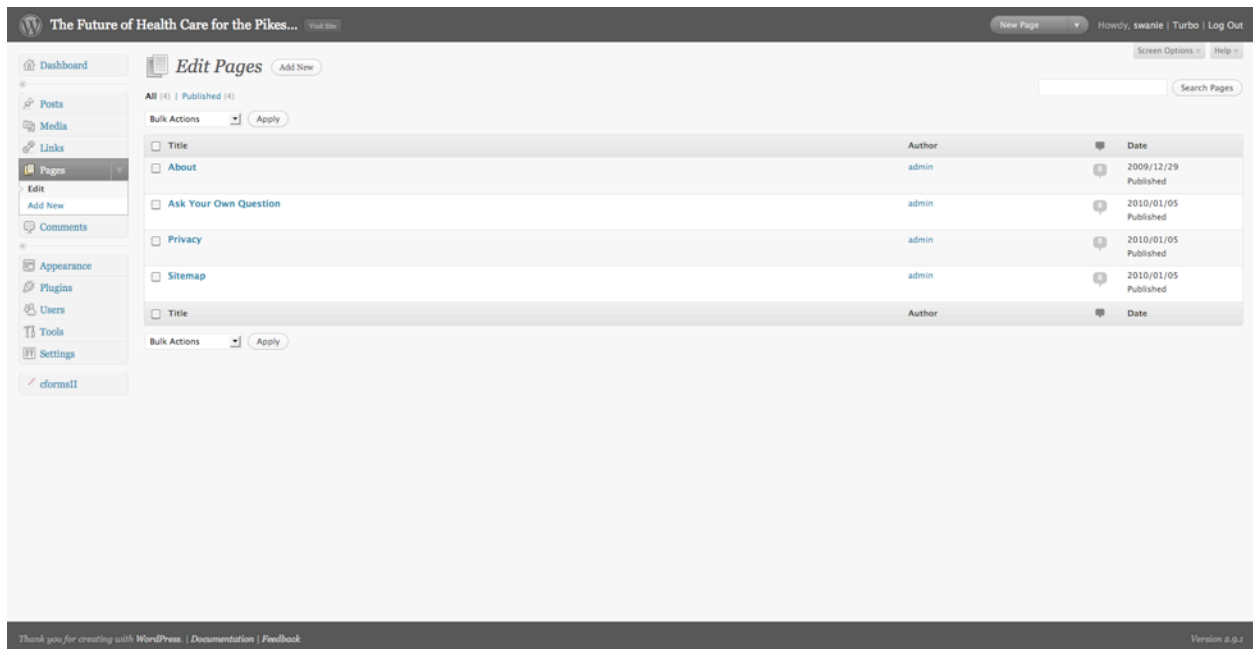 The Future of Health Care for the Pikes... Visit Site New Page Howdy, swanie | Turbo | Log Out
Screen Options Help
Dashboard
Posts
Media
Links
Pages
Edit
Add New
Comments
Appearance
Plugins
Users
Tools
Settings
cformsII
Edit Pages Add New
Search Pages
All (4) | Published (4)
Bulk Actions Apply
Title Author Date
About admin 0 2009/12/29
Published
Ask Your Own Question admin 0 2010/01/05
Published
Privacy admin 0 2010/01/05
Published
Sitemap admin 0 2010/01/05
Published
Title Author Date
Bulk Actions Apply
Thank you for creating with WordPress. | Documentation | Feedback Version 2.9.1